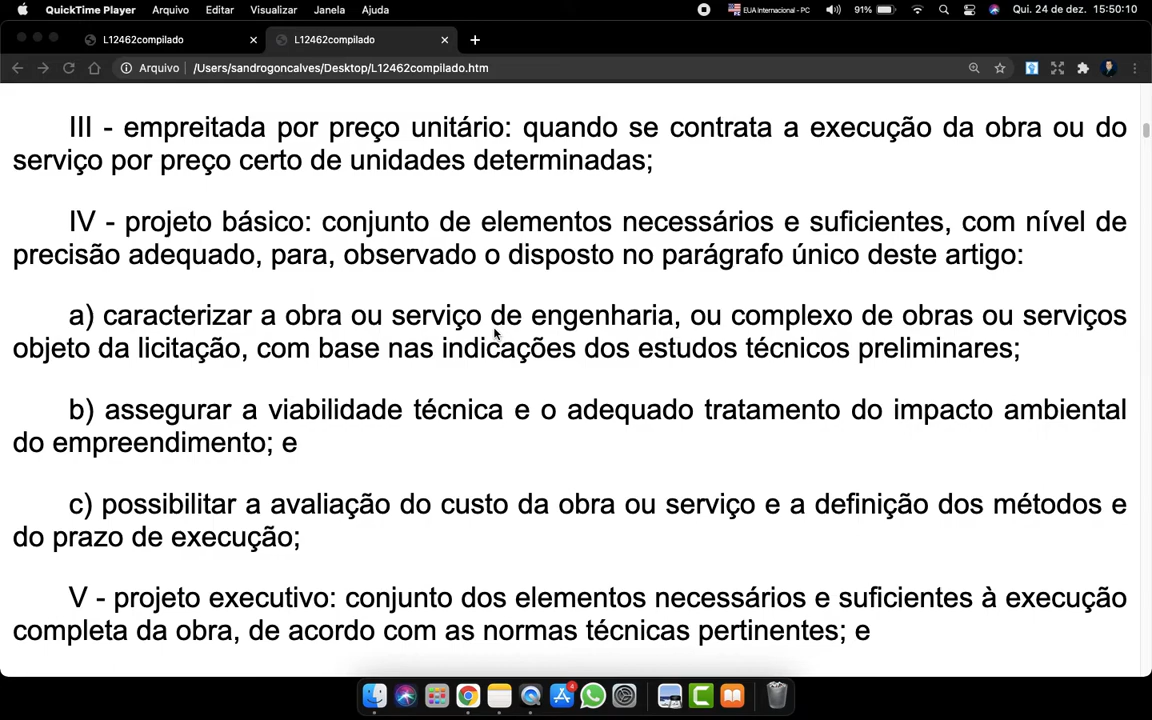 QuickTime Player Arquivo Editar Visualizar Janela Ajuda EUA Internacional - PC 91% Qui. 24 de dez. 15:50:10
L12462compilado L12462compilado
Arquivo /Users/sandrogoncalves/Desktop/L12462compilado.htm
III - empreitada por preço unitário: quando se contrata a execução da obra ou do
serviço por preço certo de unidades determinadas;
IV - projeto básico: conjunto de elementos necessários e suficientes, com nível de
precisão adequado, para, observado o disposto no parágrafo único deste artigo:
a) caracterizar a obra ou serviço de engenharia, ou complexo de obras ou serviços
objeto da licitação, com base nas indicações dos estudos técnicos preliminares;
b) assegurar a viabilidade técnica e o adequado tratamento do impacto ambiental
do empreendimento; e
c) possibilitar a avaliação do custo da obra ou serviço e a definição dos métodos e
do prazo de execução;
V - projeto executivo: conjunto dos elementos necessários e suficientes à execução
completa da obra, de acordo com as normas técnicas pertinentes; e